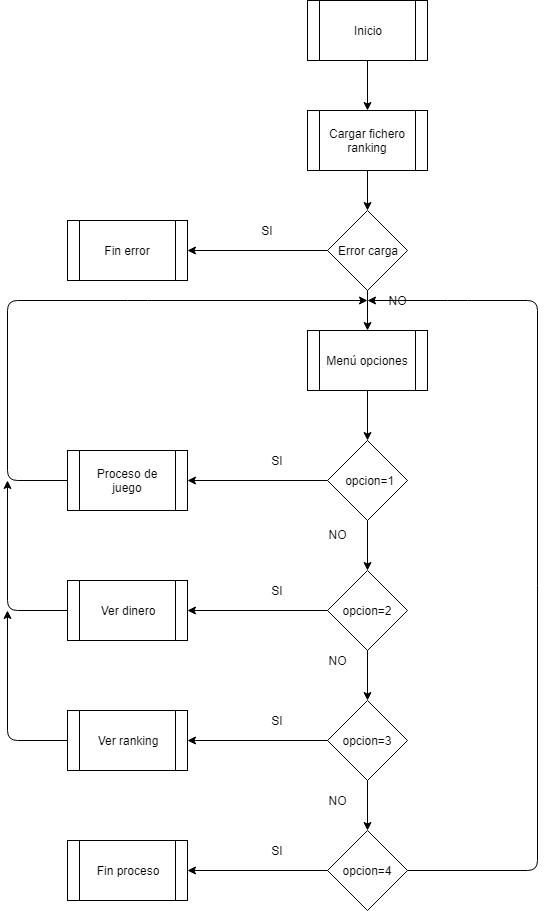 Inicio
Cargar fichero
ranking
SI
Fin error
Error carga
NO
Menú opciones
SI
Proceso de
juego
opcion=1
NO
SI
Ver dinero
opcion=2
NO
SI
Ver ranking
opcion=3
NO
SI
Fin proceso
opcion=4